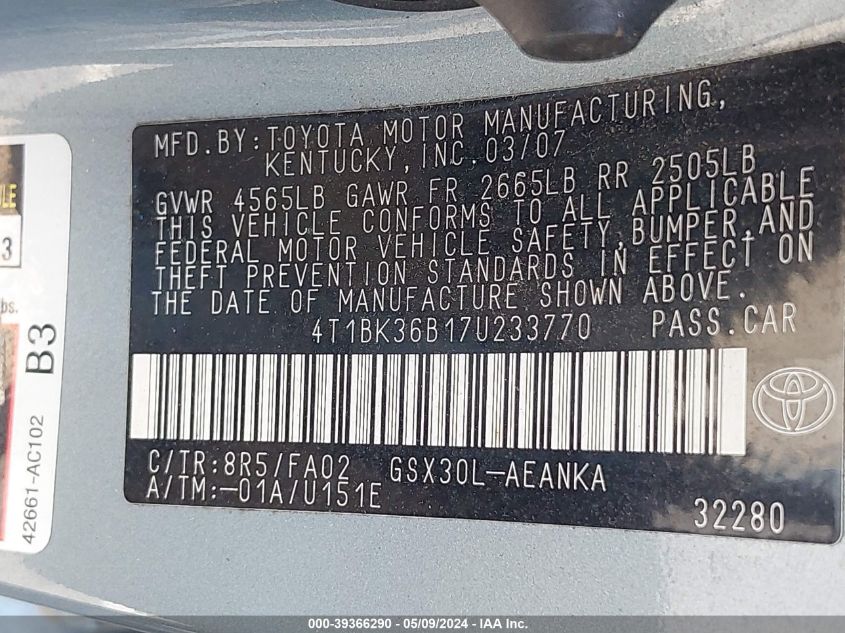 MFD.BY:TOYOTA MOTOR MANUFACTURING,
KENTUCKY,INC.03/07
GVWR 4565LB GAWR FR 2665LB RR 2505LB
THIS VEHICLE CONFORMS TO ALL APPLICABLE
FEDERAL MOTOR VEHICLE SAFETY,BUMPER,AND
THEFT PREVENTION STANDARDS IN EFFECT ON
THE DATE OF MANUFACTURE SHOWN ABOVE.
4T1BK36B17U233770 PASS.CAR
C/TR:8R5/FA02 GSX30L-AEANKA
A/TM:-01A/U151E
32280
3
bs.
B3
42661-AC102
000-39366290 - 05/09/2024 - IAA Inc.